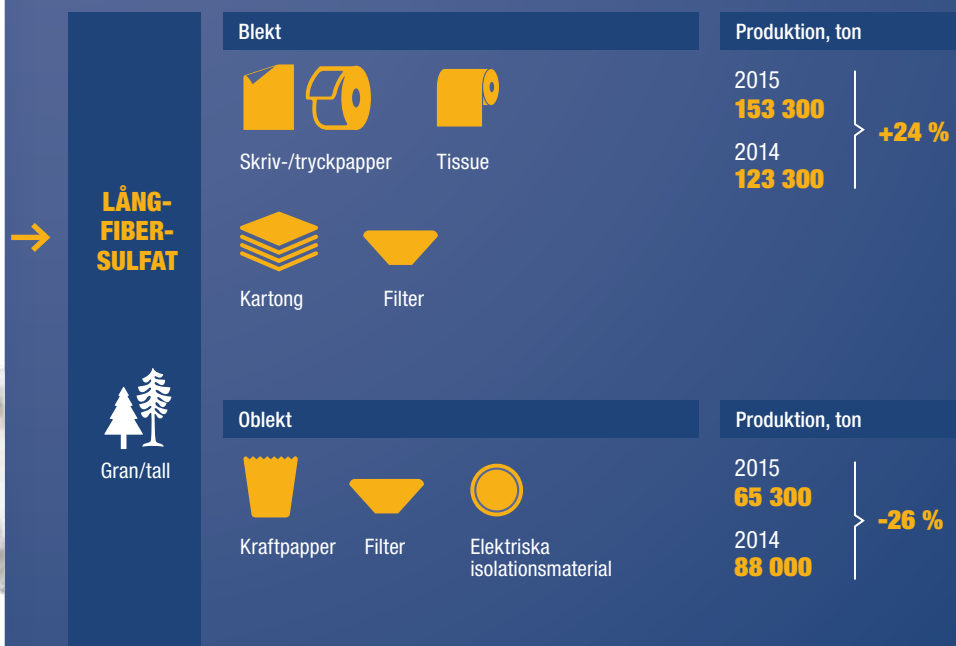 LÅNG-
FIBER-
SULFAT
Gran/tall
Blekt
Skriv-/tryckpapper
Tissue
Kartong
Filter
Produktion, ton
2015
153 300
2014
123 300
+24 %
Oblekt
Kraftpapper
Filter
Elektriska
isolationsmaterial
Produktion, ton
2015
65 300
2014
88 000
-26 %